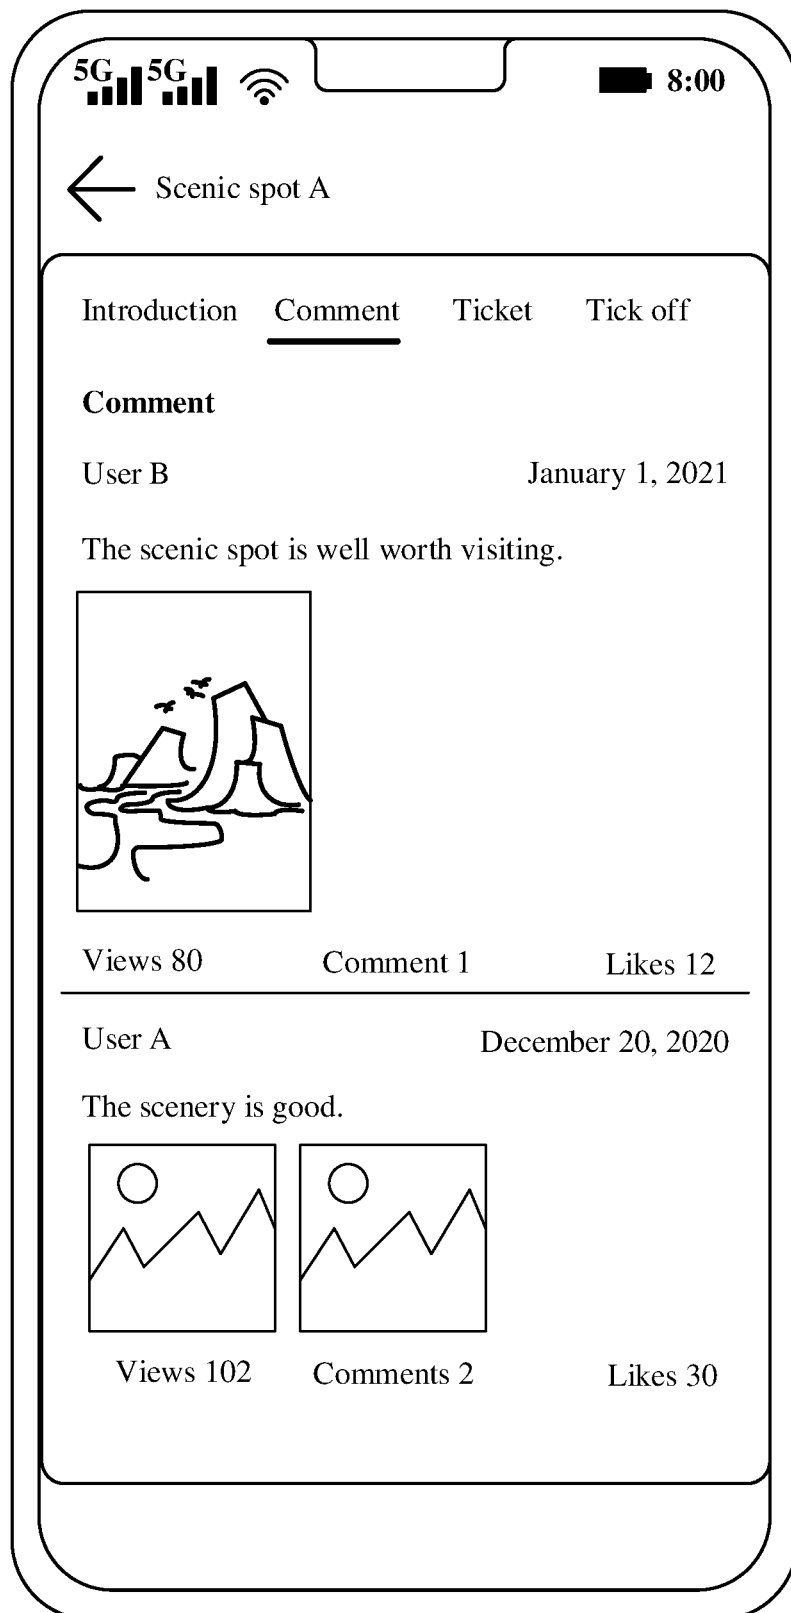 5G 5G 8:00
Scenic spot A
Introduction Comment Ticket Tick off
Comment
User B January 1, 2021
The scenic spot is well worth visiting.
Views 80 Comment 1 Likes 12
User A December 20, 2020
The scenery is good.
Views 102 Comments 2 Likes 30